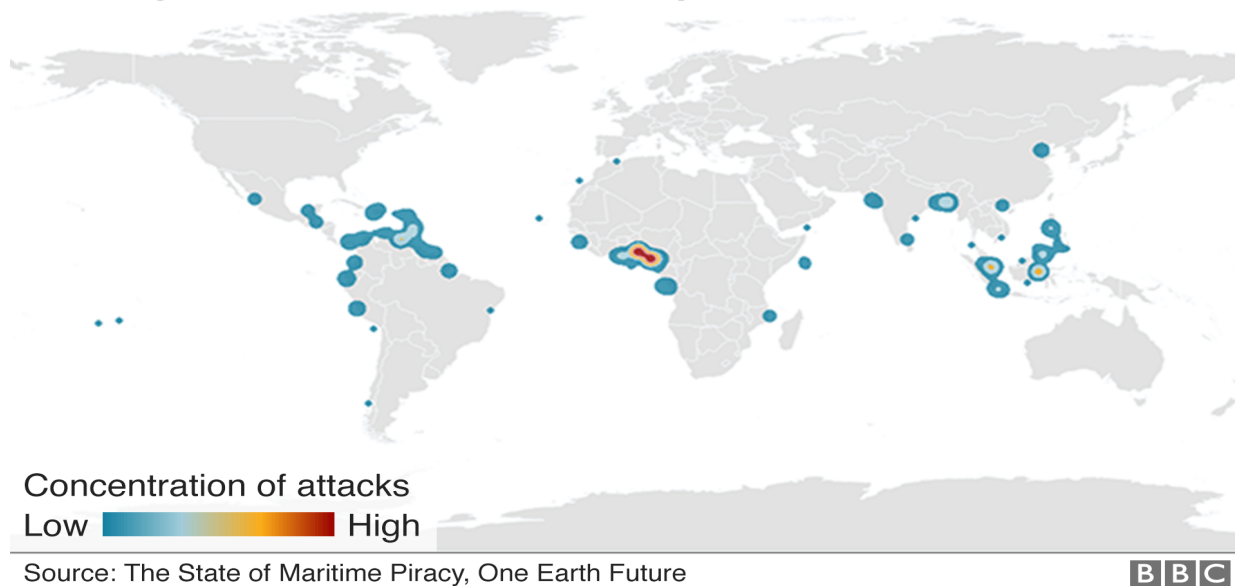 Concentration of attacks
Low High
Source: The State of Maritime Piracy, One Earth Future
BBC